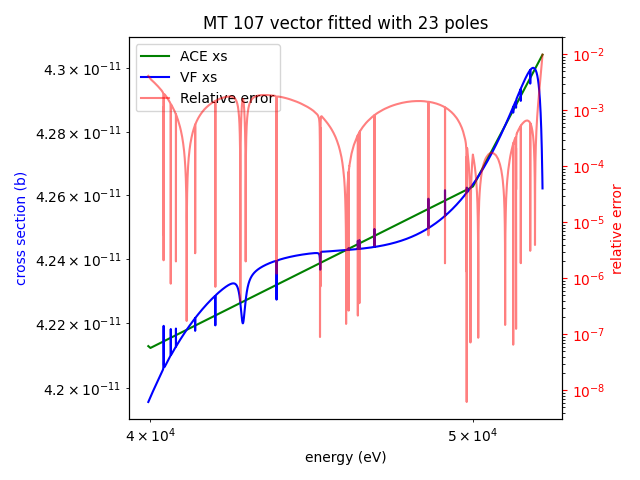 MT 107 vector fitted with 23 poles
ACE xs
VF xs
Relative error
4.3 × 10⁻¹¹
4.28 × 10⁻¹¹
4.26 × 10⁻¹¹
4.24 × 10⁻¹¹
4.22 × 10⁻¹¹
4.2 × 10⁻¹¹
cross section (b)
10⁻²
10⁻³
10⁻⁴
10⁻⁵
10⁻⁶
10⁻⁷
10⁻⁸
relative error
4 × 10⁴
5 × 10⁴
energy (eV)